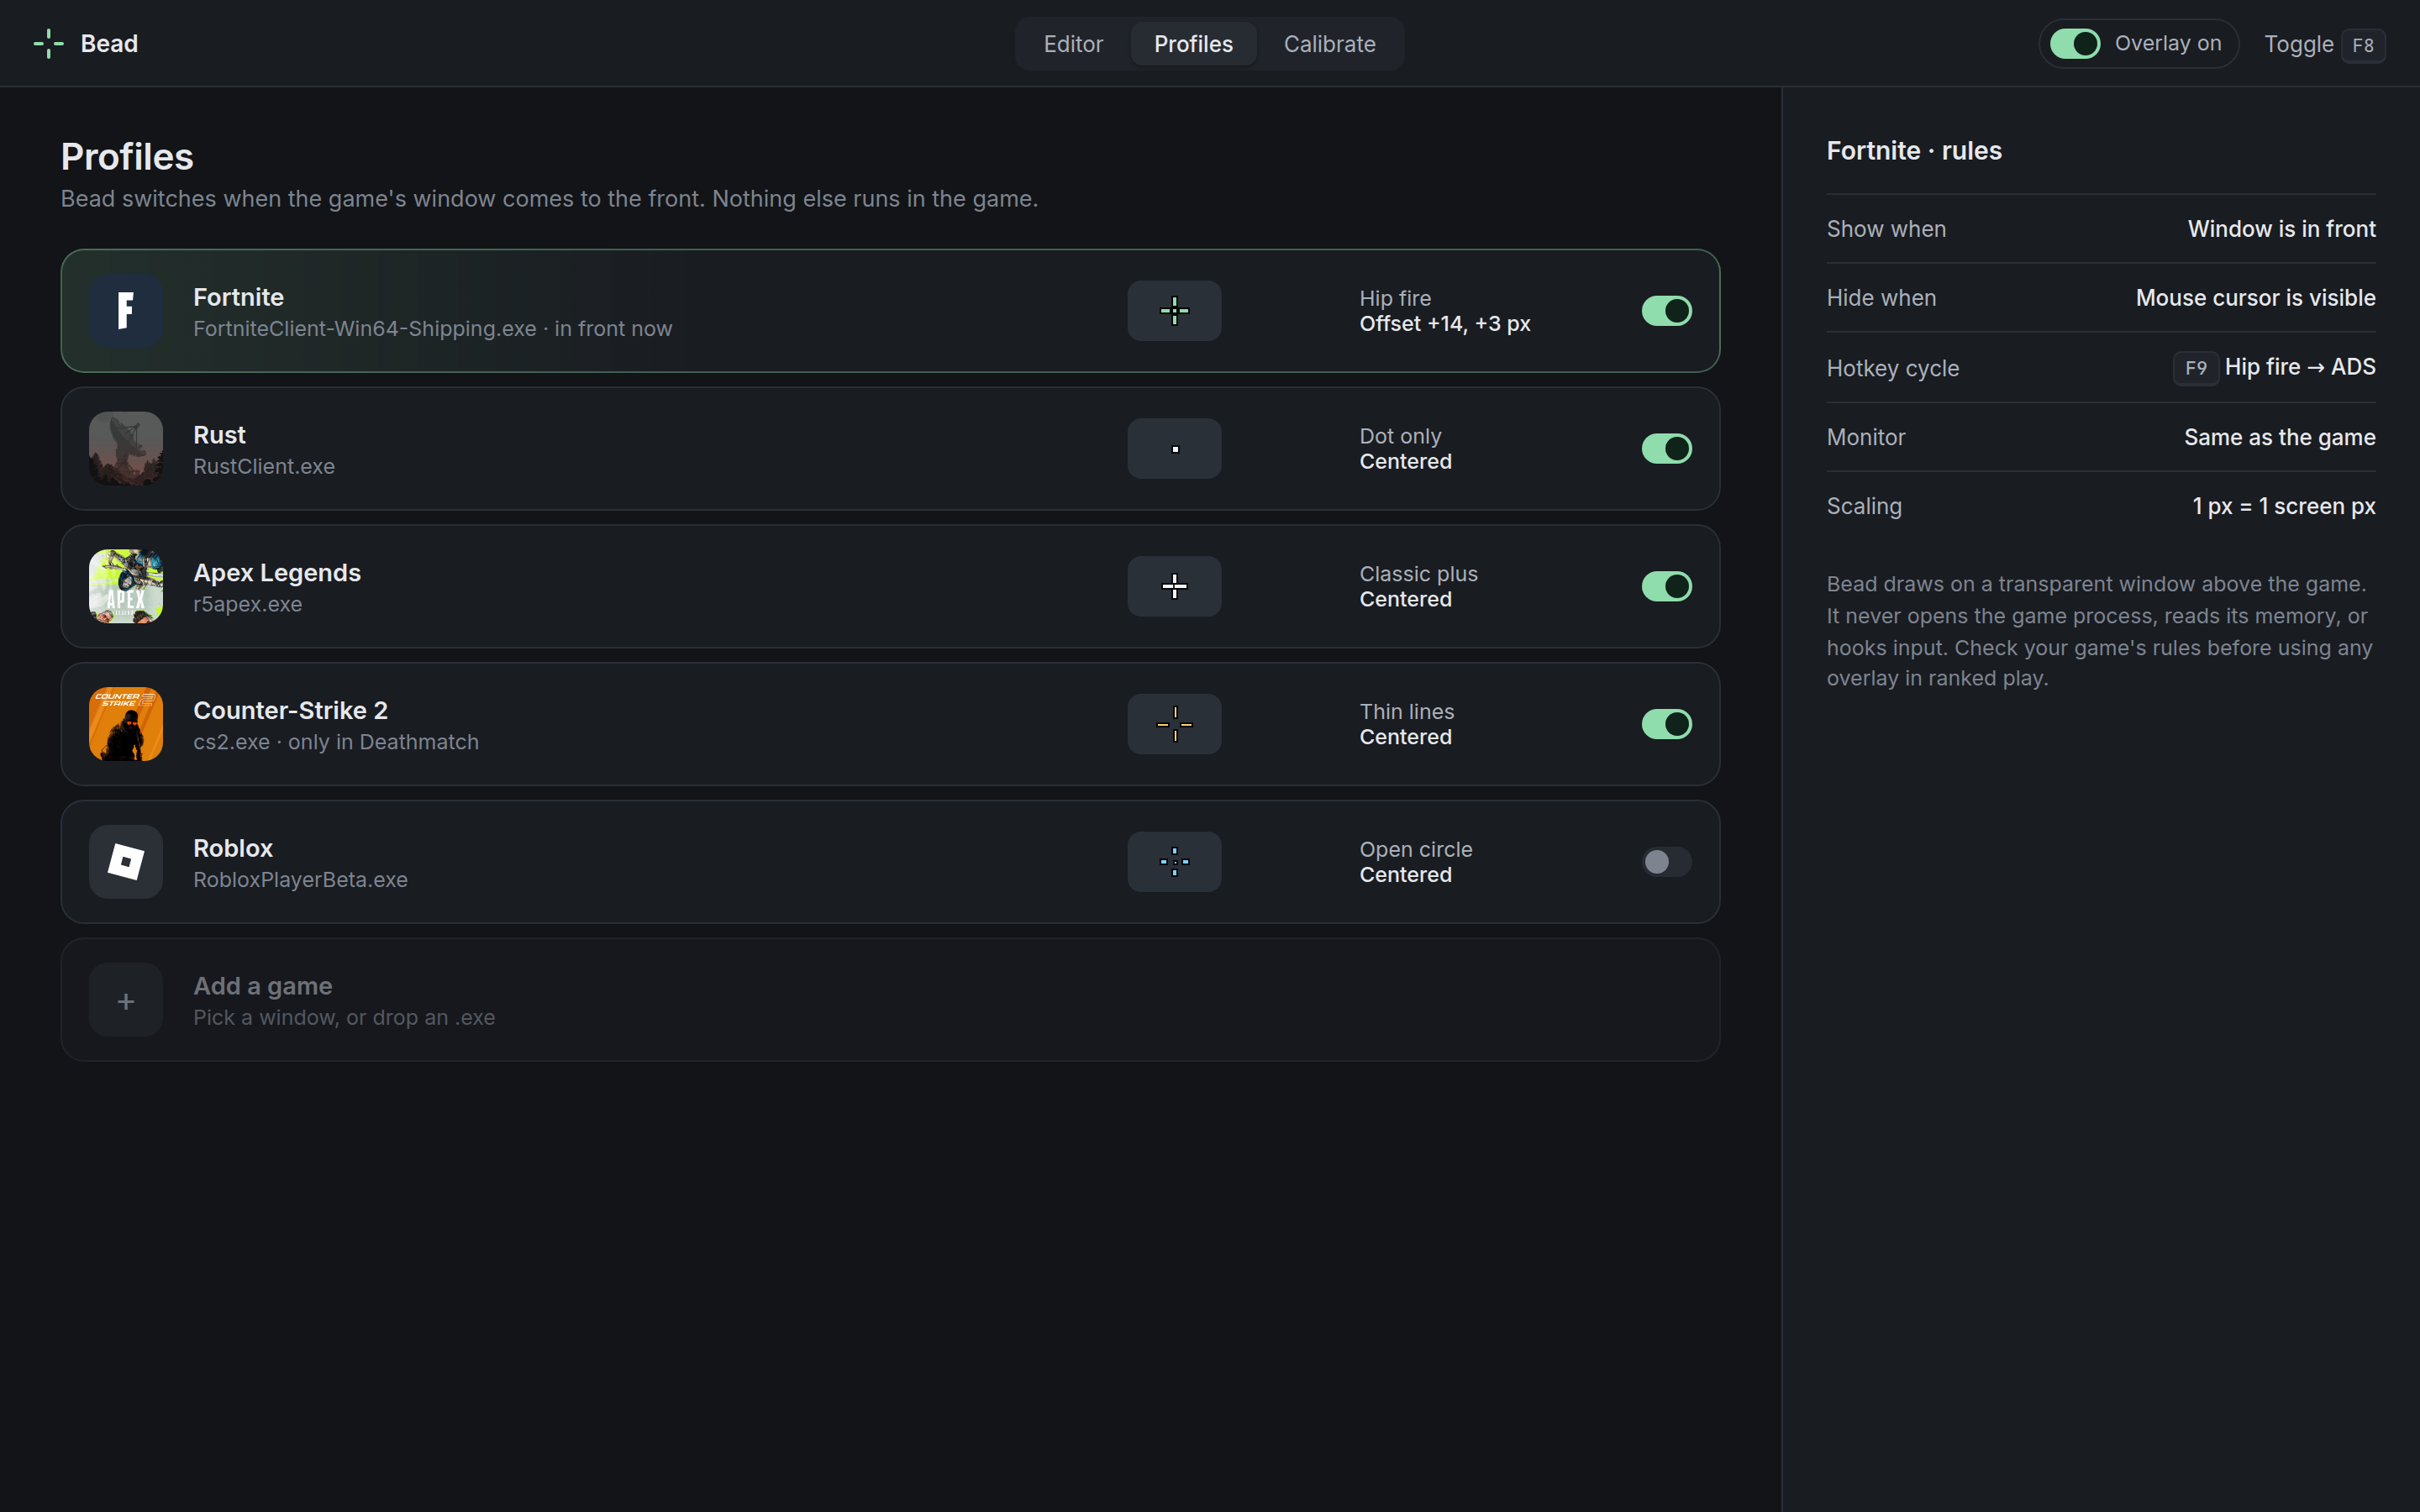 Bead
Editor
Profiles
Calibrate
Overlay on
Toggle F8
Profiles
Bead switches when the game's window comes to the front. Nothing else runs in the game.
F
Fortnite
FortniteClient-Win64-Shipping.exe · in front now
Hip fire
Offset +14, +3 px
Rust
RustClient.exe
Dot only
Centered
APEX
Apex Legends
r5apex.exe
Classic plus
Centered
COUNTER
STRIKE 2
Counter-Strike 2
cs2.exe · only in Deathmatch
Thin lines
Centered
Roblox
RobloxPlayerBeta.exe
Open circle
Centered
+
Add a game
Pick a window, or drop an .exe
Fortnite · rules
Show when
Window is in front
Hide when
Mouse cursor is visible
Hotkey cycle
F9 Hip fire → ADS
Monitor
Same as the game
Scaling
1 px = 1 screen px
Bead draws on a transparent window above the game.
It never opens the game process, reads its memory, or
hooks input. Check your game's rules before using any
overlay in ranked play.